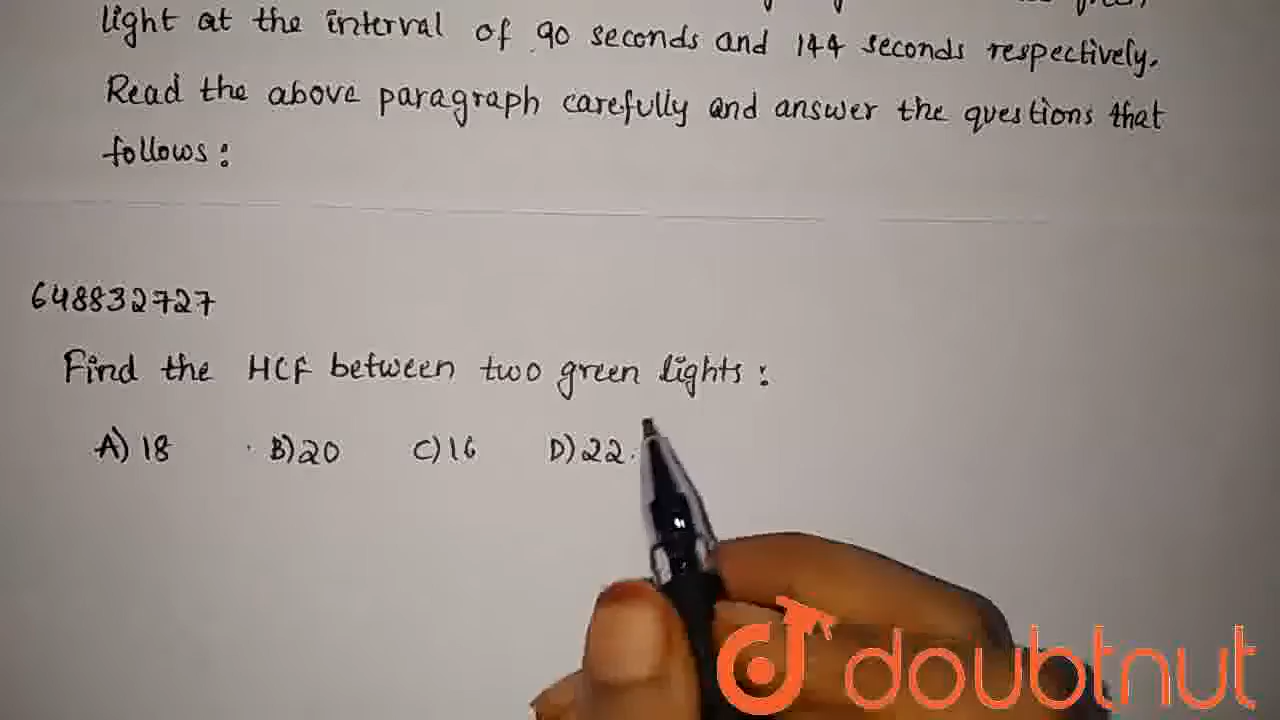 light at the interval of 90 seconds and 144 seconds respectively.
Read the above paragraph carefully and answer the questions that
follows:
648832727
Find the HCF between two green lights:
A) 18 B) 20 C) 16 D) 22.
doubtnut